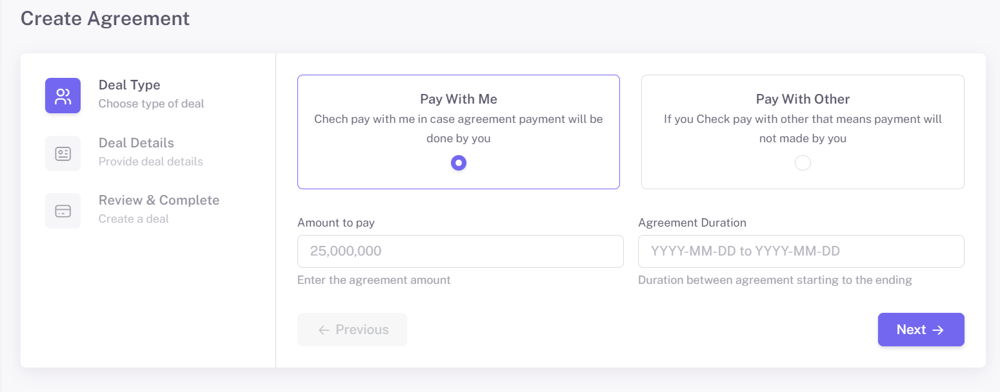 Create Agreement
Deal Type
Choose type of deal
Deal Details
Provide deal details
Review & Complete
Create a deal
Pay With Me
Chech pay with me in case agreement payment will be
done by you
Pay With Other
If you Check pay with other that means payment will
not made by you
Amount to pay
25,000,000
Enter the agreement amount
Agreement Duration
YYYY-MM-DD to YYYY-MM-DD
Duration between agreement starting to the ending
← Previous
Next →